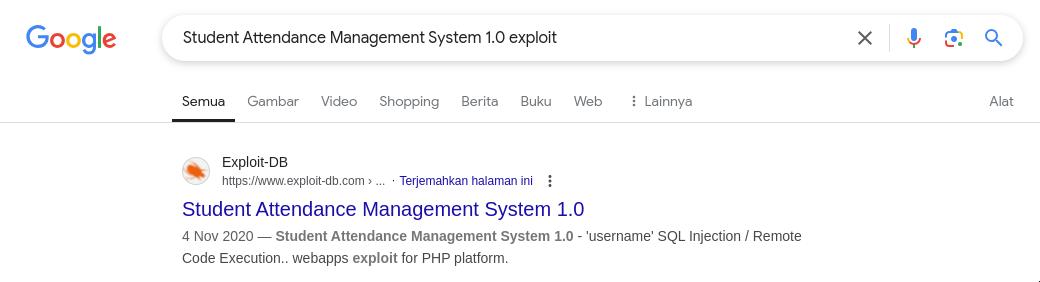 Google
Student Attendance Management System 1.0 exploit
Semua Gambar Video Shopping Berita Buku Web Lainnya Alat
Exploit-DB
https://www.exploit-db.com › ... · Terjemahkan halaman ini
Student Attendance Management System 1.0
4 Nov 2020 — Student Attendance Management System 1.0 - 'username' SQL Injection / Remote
Code Execution.. webapps exploit for PHP platform.